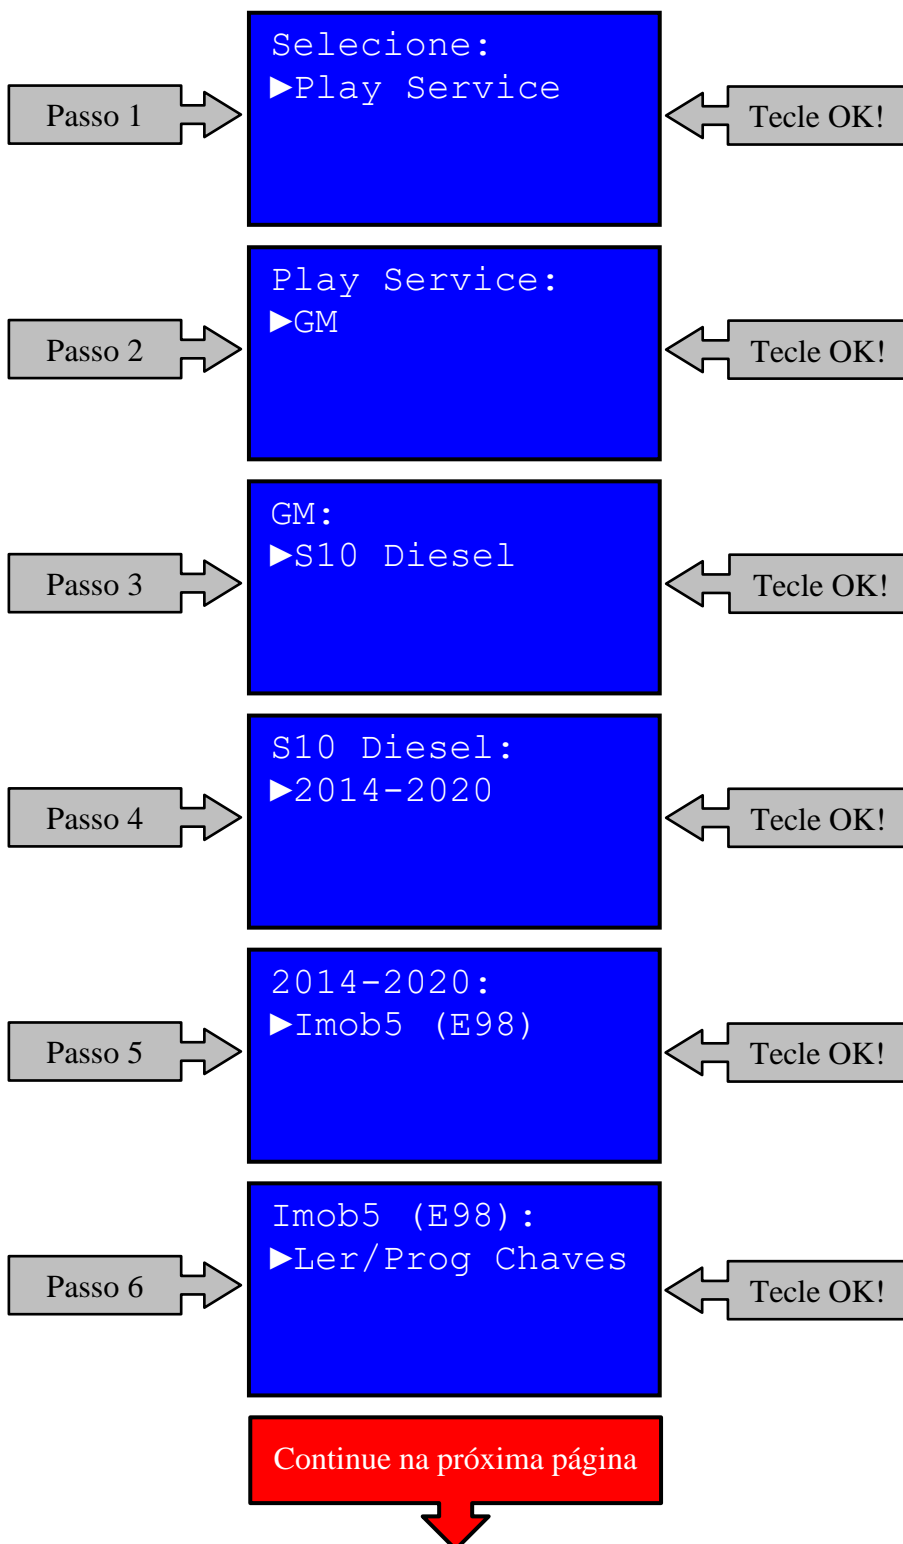 Selecione:
►Play Service
Passo 1
Tecle OK!
Play Service:
►GM
Passo 2
Tecle OK!
GM:
►S10 Diesel
Passo 3
Tecle OK!
S10 Diesel:
►2014-2020
Passo 4
Tecle OK!
2014-2020:
►Imob5 (E98)
Passo 5
Tecle OK!
Imob5 (E98):
►Ler/Prog Chaves
Passo 6
Tecle OK!
Continue na próxima página